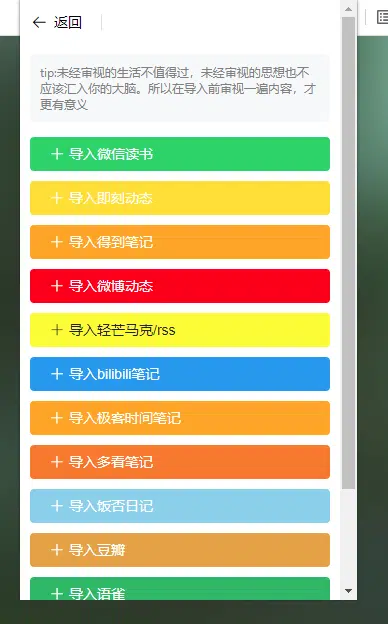 ← 返回
tip:未经审视的生活不值得过，未经审视的思想也不
应该汇入你的大脑。所以在导入前审视一遍内容，才
更有意义
＋ 导入微信读书
＋ 导入即刻动态
＋ 导入得到笔记
＋ 导入微博动态
＋ 导入轻芒马克/rss
＋ 导入bilibili笔记
＋ 导入极客时间笔记
＋ 导入多看笔记
＋ 导入饭否日记
＋ 导入豆瓣
＋ 导入语雀